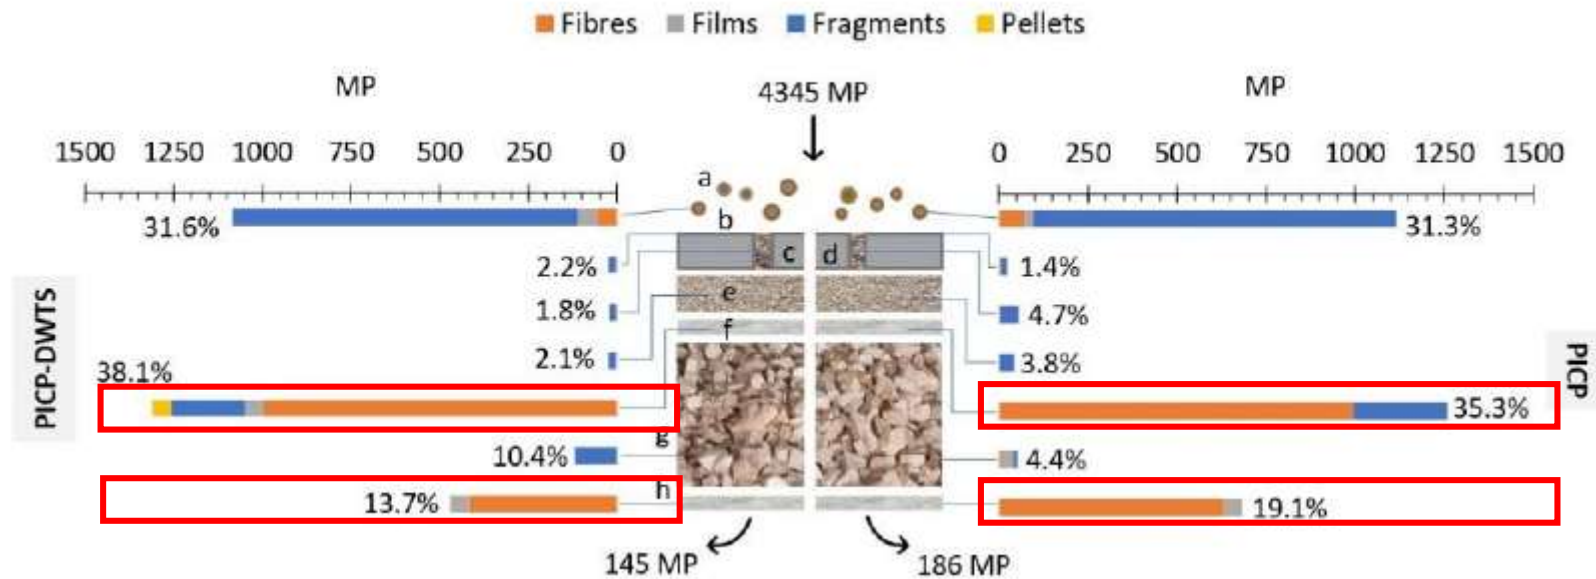 Fibres Films Fragments Pellets
MP
4345 MP
MP
1500 1250 1000 750 500 250 0
0 250 500 750 1000 1250 1500
a
31.6%
b
31.3%
2.2%
c
d
1.4%
PICP-DWTS
1.8%
e
4.7%
2.1%
f
3.8%
PICP
38.1%
35.3%
g
10.4%
4.4%
h
13.7%
19.1%
145 MP
186 MP